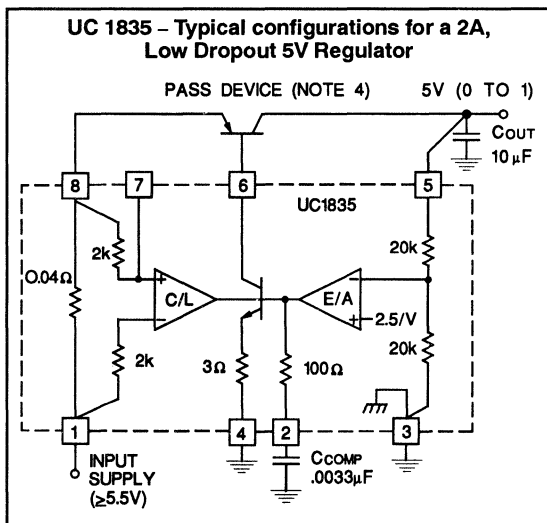 UC 1835 – Typical configurations for a 2A,
Low Dropout 5V Regulator
PASS DEVICE (NOTE 4)
5V (0 TO 1)
COUT
10 µF
8
7
6
5
UC1835
2k
20k
0.04Ω
+
C/L
–
–
E/A
+
2.5/V
2k
3Ω
100Ω
20k
1
4
2
3
INPUT
SUPPLY
(≥5.5V)
CCOMP
.0033µF